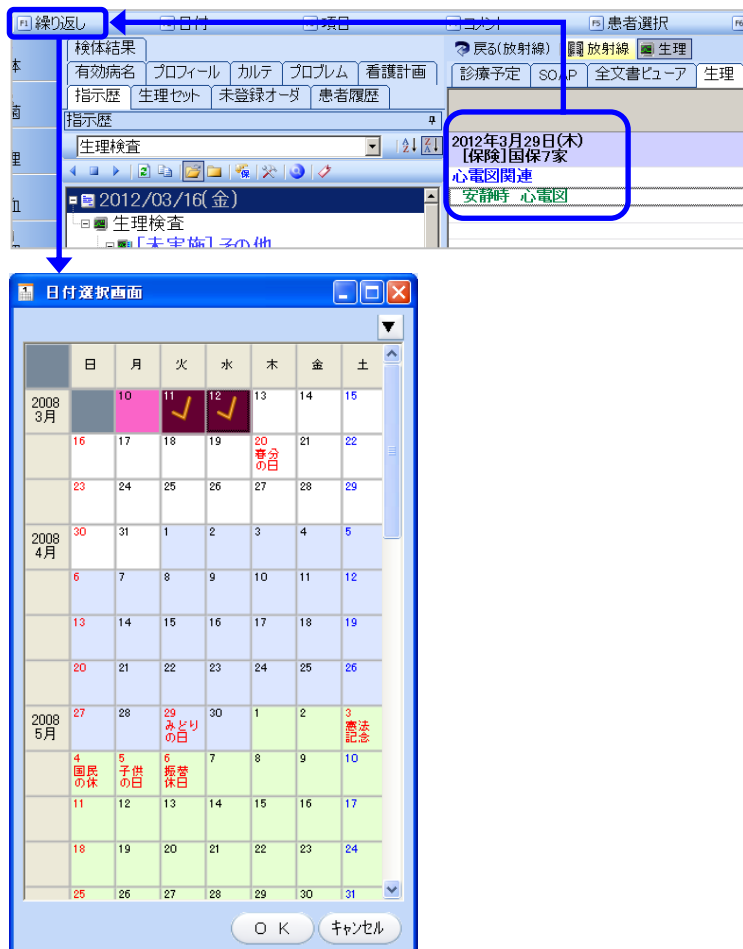 F1 繰り返し 日付 項目 コメント F5 患者選択 F6
検体結果
有効病名 プロフィール カルテ プロブレム 看護計画
指示歴 生理セット 未登録オーダ 患者履歴
指示歴
生理検査
2012/03/16(金)
生理検査
[未実施]その他
戻る(放射線) 放射線 生理
診療予定 SOAP 全文書ビューア 生理
2012年3月29日(木)
[保険]国保7家
心電図関連
安静時 心電図
日付選択画面
日 月 火 水 木 金 土
2008
3月
10 11 12 13 14 15
16 17 18 19 20 21 22
春分
の日
23 24 25 26 27 28 29
2008
4月
30 31 1 2 3 4 5
6 7 8 9 10 11 12
13 14 15 16 17 18 19
20 21 22 23 24 25 26
2008
5月
27 28 29 30 1 2 3
みどり
の日
憲法
記念
4 5 6 7 8 9 10
国民 子供 振替
の休 の日 休日
11 12 13 14 15 16 17
18 19 20 21 22 23 24
25 26 27 28 29 30 31
OK キャンセル